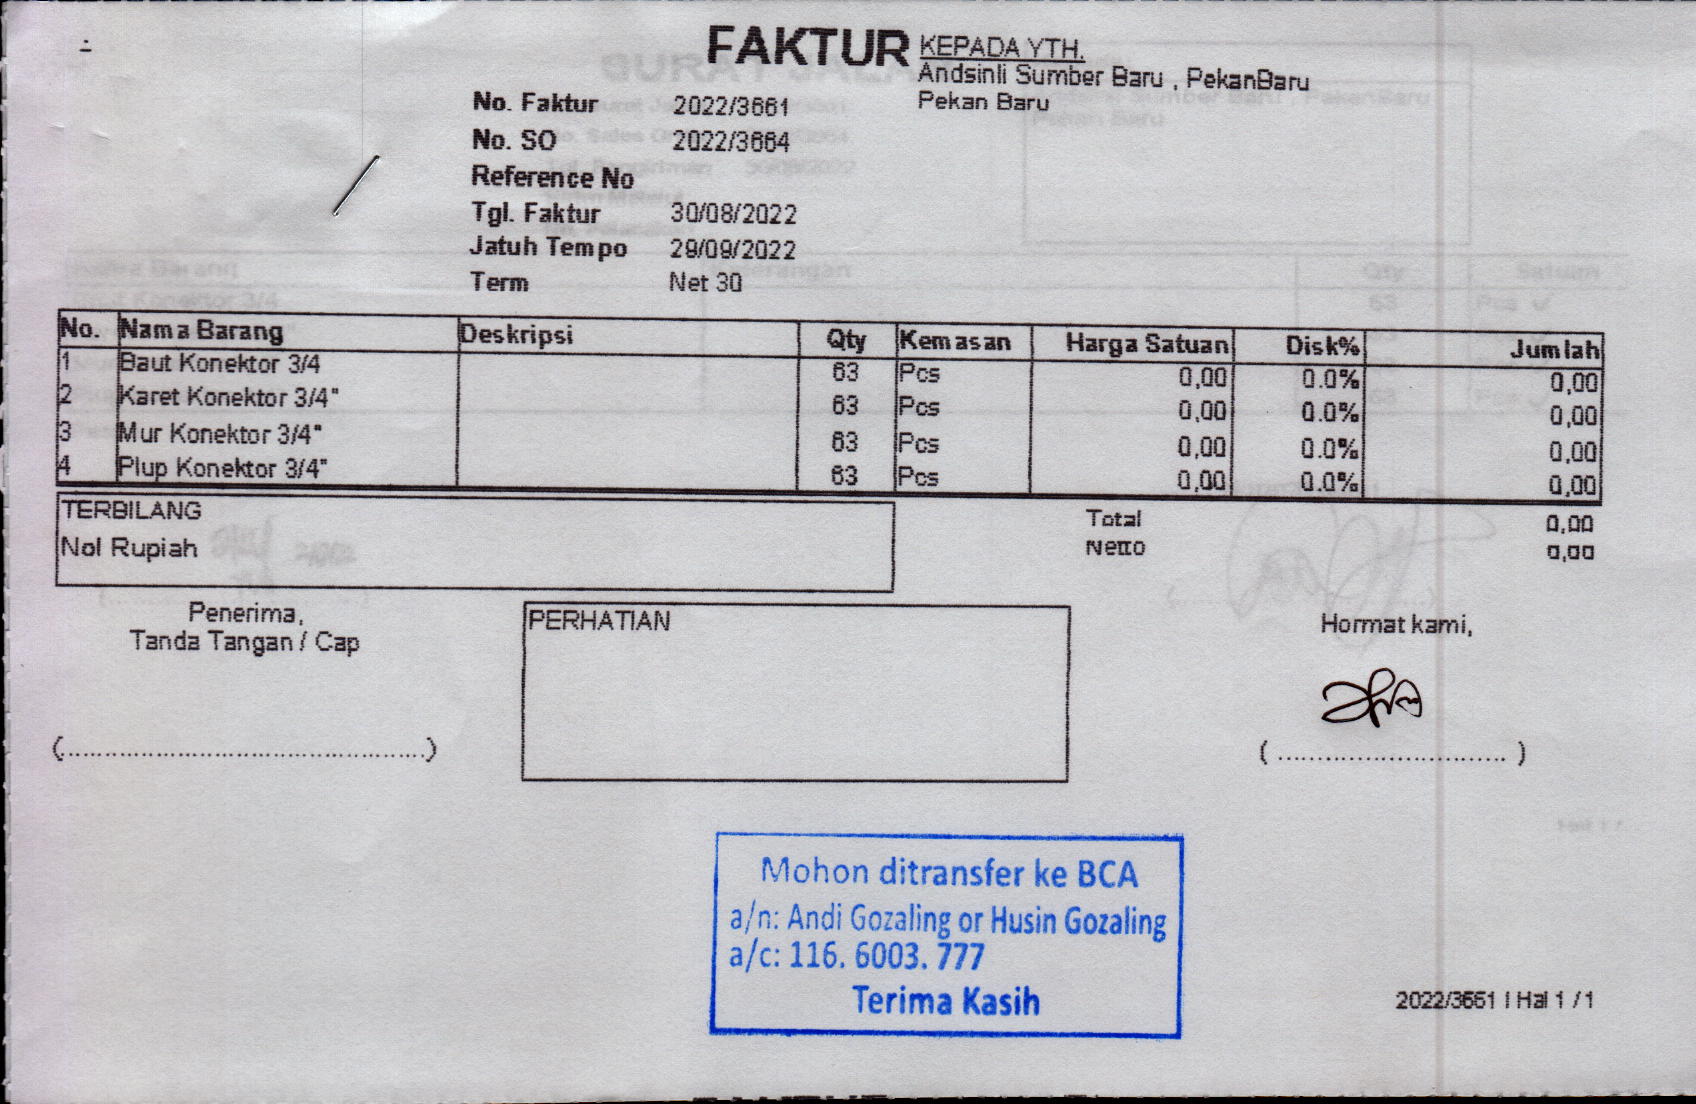 FAKTUR
KEPADA YTH.
Andsinli Sumber Baru , PekanBaru
Pekan Baru
No. Faktur 2022/3661
No. SO 2022/3664
Reference No
Tgl. Faktur 30/08/2022
Jatuh Tempo 29/09/2022
Term Net 30
No. Nama Barang Deskripsi Qty Kemasan Harga Satuan Disk% Jumlah
1 Baut Konektor 3/4 63 Pcs 0,00 0.0% 0,00
2 Karet Konektor 3/4" 63 Pcs 0,00 0.0% 0,00
3 Mur Konektor 3/4" 63 Pcs 0,00 0.0% 0,00
4 Plup Konektor 3/4" 63 Pcs 0,00 0.0% 0,00
TERBILANG
Nol Rupiah
Total 0,00
Netto 0,00
Penerima,
Tanda Tangan / Cap
(..............................................)
PERHATIAN
Hormat kami,
( ............................. )
Mohon ditransfer ke BCA
a/n: Andi Gozaling or Husin Gozaling
a/c: 116. 6003. 777
Terima Kasih
2022/3661 | Hal 1 / 1